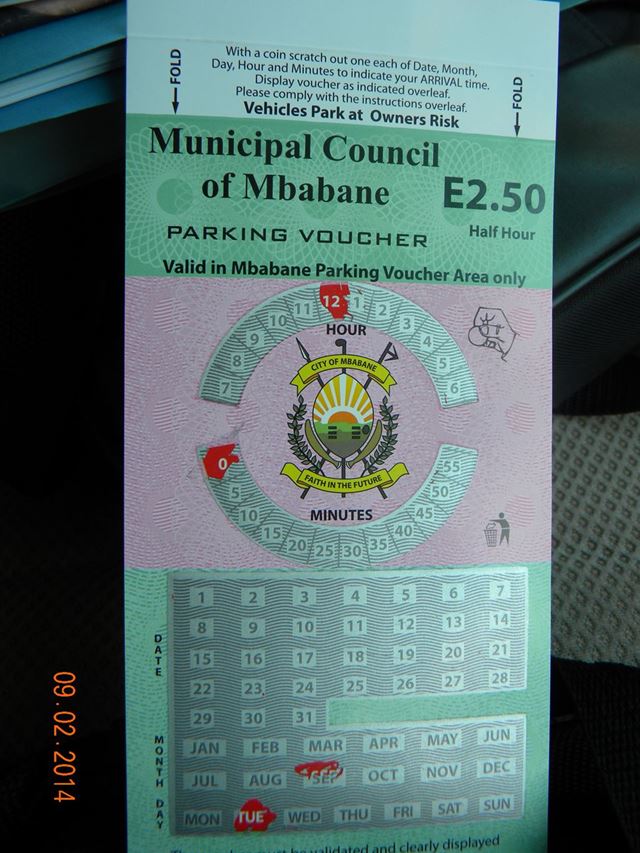 With a coin scratch out one each of Date, Month,
Day, Hour and Minutes to indicate your ARRIVAL time.
Display voucher as indicated overleaf.
Please comply with the instructions overleaf.
Vehicles Park at Owners Risk
FOLD
FOLD
Municipal Council
of Mbabane
E2.50
Half Hour
PARKING VOUCHER
Valid in Mbabane Parking Voucher Area only
7 8 9 10 11 12 1 2 3 4 5 6
HOUR
CITY OF MBABANE
FAITH IN THE FUTURE
MINUTES
0 5 10 15 20 25 30 35 40 45 50 55
DATE
1 2 3 4 5 6 7
8 9 10 11 12 13 14
15 16 17 18 19 20 21
22 23 24 25 26 27 28
29 30 31
MONTH
JAN FEB MAR APR MAY JUN
JUL AUG SEP OCT NOV DEC
DAY
MON TUE WED THU FRI SAT SUN
must be validated and clearly displayed
09.02.2014